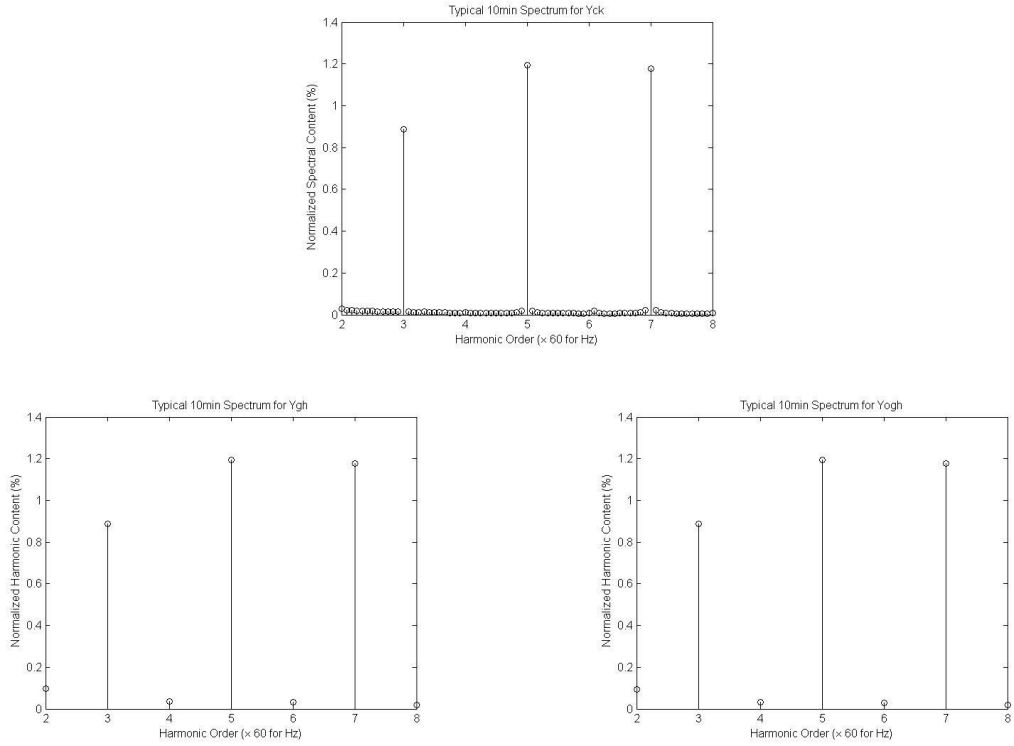 Typical 10min Spectrum for Yck
Normalized Spectral Content (%)
1.4
1.2
1
0.8
0.6
0.4
0.2
0
2 3 4 5 6 7 8
Harmonic Order (× 60 for Hz)
Typical 10min Spectrum for Ygh
Normalized Harmonic Content (%)
1.4
1.2
1
0.8
0.6
0.4
0.2
0
2 3 4 5 6 7 8
Harmonic Order (× 60 for Hz)
Typical 10min Spectrum for Yogh
Normalized Harmonic Content (%)
1.4
1.2
1
0.8
0.6
0.4
0.2
0
2 3 4 5 6 7 8
Harmonic Order (× 60 for Hz)